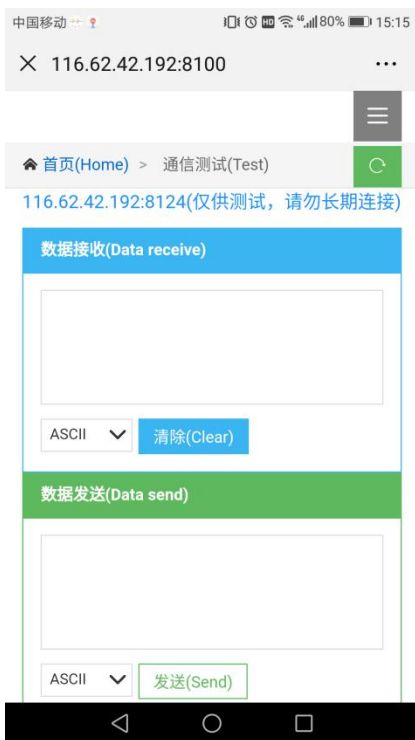 中国移动 HD 46 80% 15:15
116.62.42.192:8100
首页(Home) > 通信测试(Test)
116.62.42.192:8124(仅供测试，请勿长期连接)
数据接收(Data receive)
ASCII 清除(Clear)
数据发送(Data send)
ASCII 发送(Send)